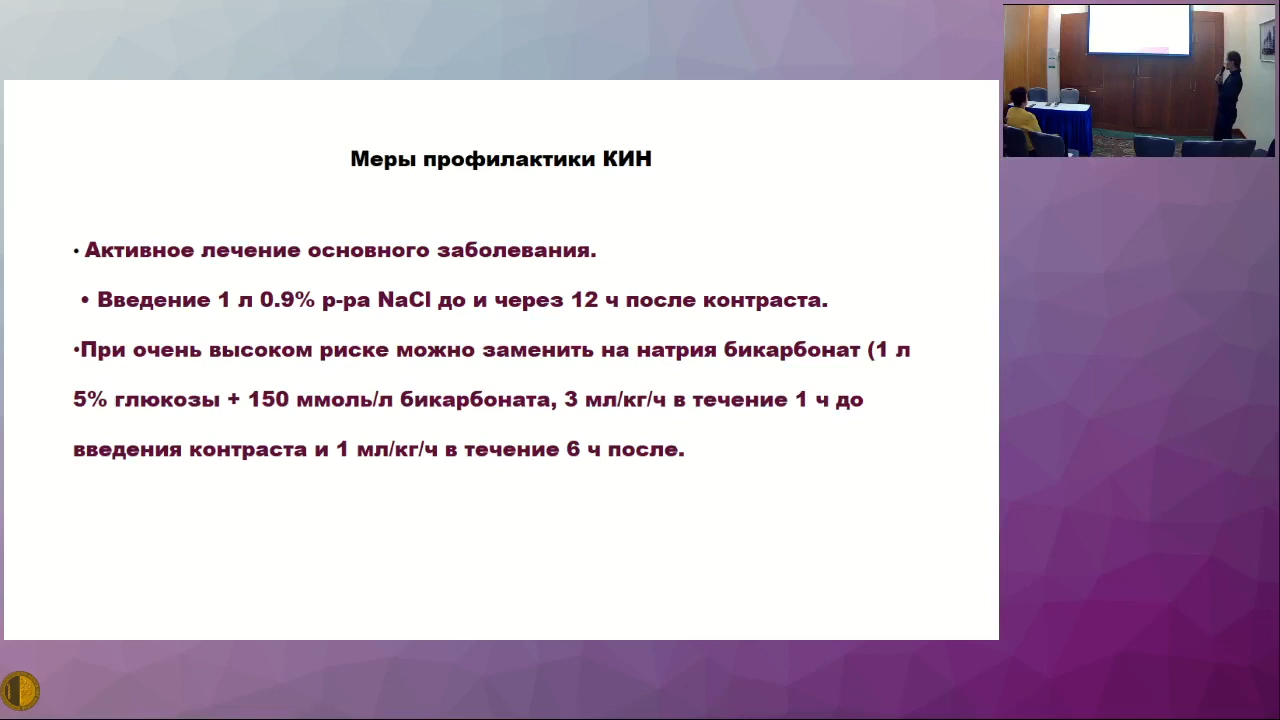 Меры профилактики КИН
• Активное лечение основного заболевания.
• Введение 1 л 0.9% р-ра NaCl до и через 12 ч после контраста.
•При очень высоком риске можно заменить на натрия бикарбонат (1 л
5% глюкозы + 150 ммоль/л бикарбоната, 3 мл/кг/ч в течение 1 ч до
введения контраста и 1 мл/кг/ч в течение 6 ч после.